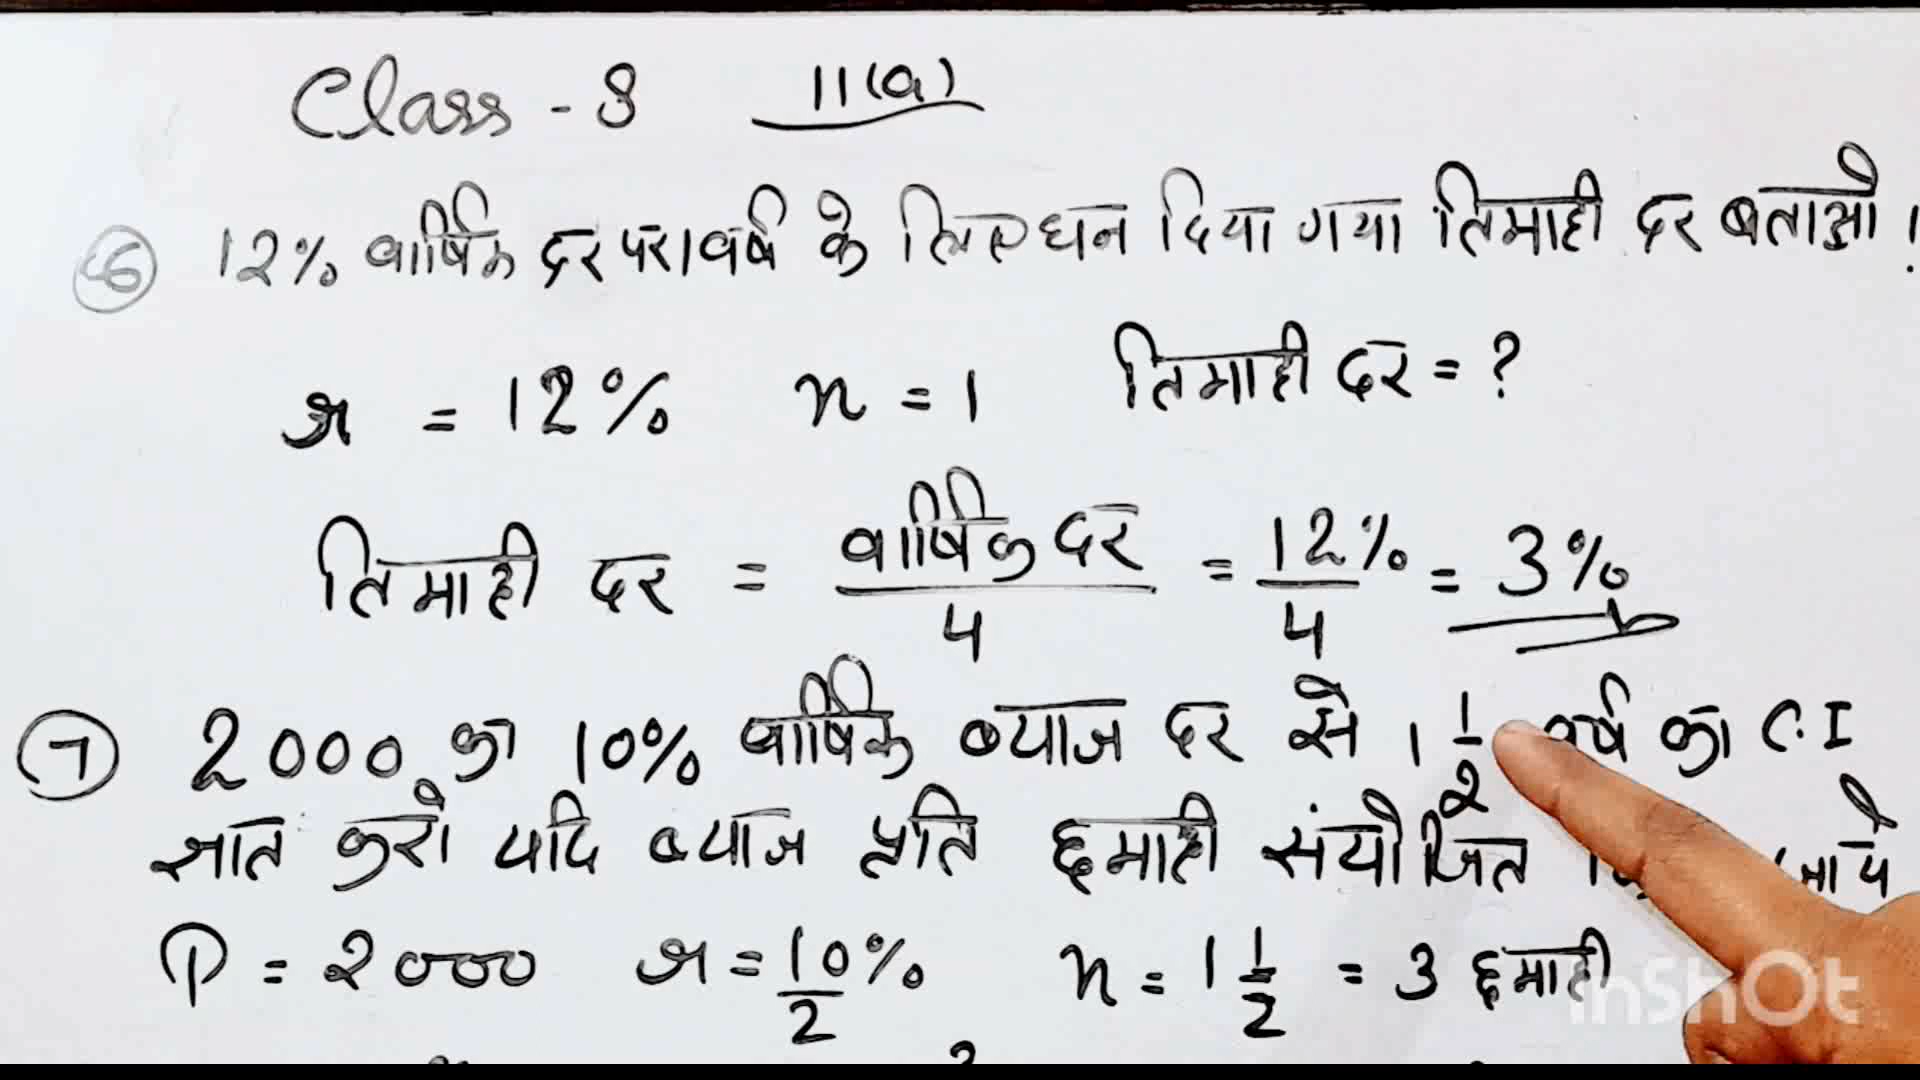 Class - 8 11(a)
6 12% वार्षिक दर पर 1 वर्ष के लिए धन दिया गया तिमाही दर बताओ।
r = 12% n = 1 तिमाही दर = ?
तिमाही दर = वार्षिक दर / 4 = 12% / 4 = 3%
7 2000 का 10% वार्षिक ब्याज दर से 1 1/2 वर्ष का C.I
ज्ञात करो यदि ब्याज प्रति छमाही संयोजित जाये
P = 2000 r = 10/2 % n = 1 1/2 = 3 छमाही
InShOt